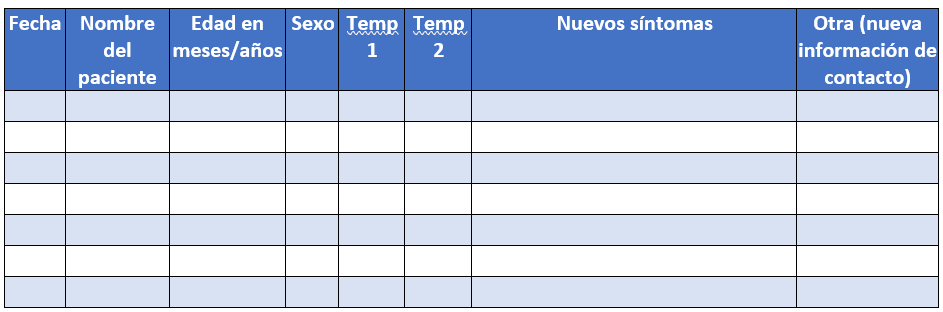 Fecha
Nombre
del
paciente
Edad en
meses/años
Sexo
Temp
1
Temp
2
Nuevos síntomas
Otra (nueva
información de
contacto)